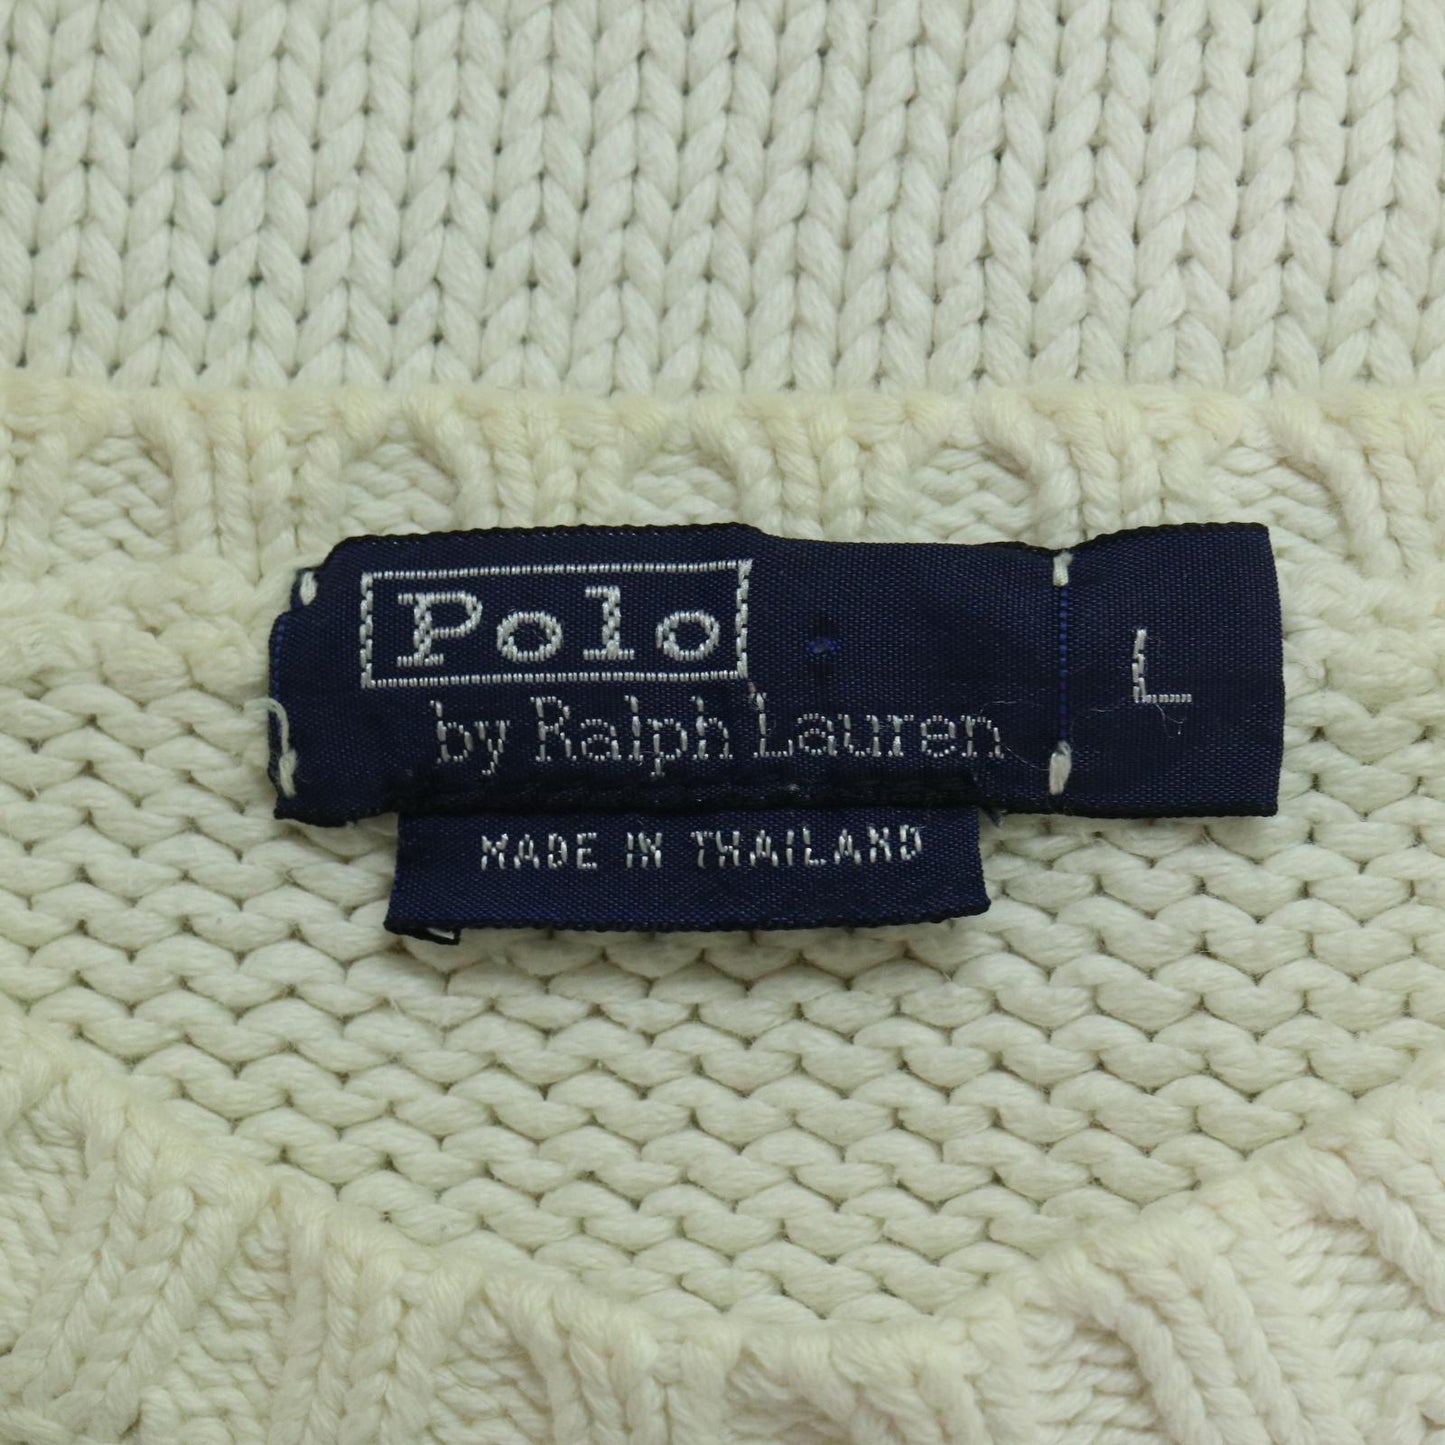 Polo
by Ralph Lauren
L
MADE IN THAILAND